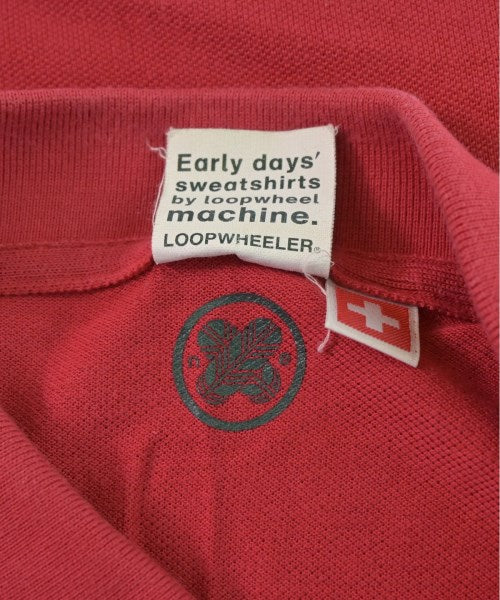 Early days'
sweatshirts
by loopwheel
machine.
LOOPWHEELER®